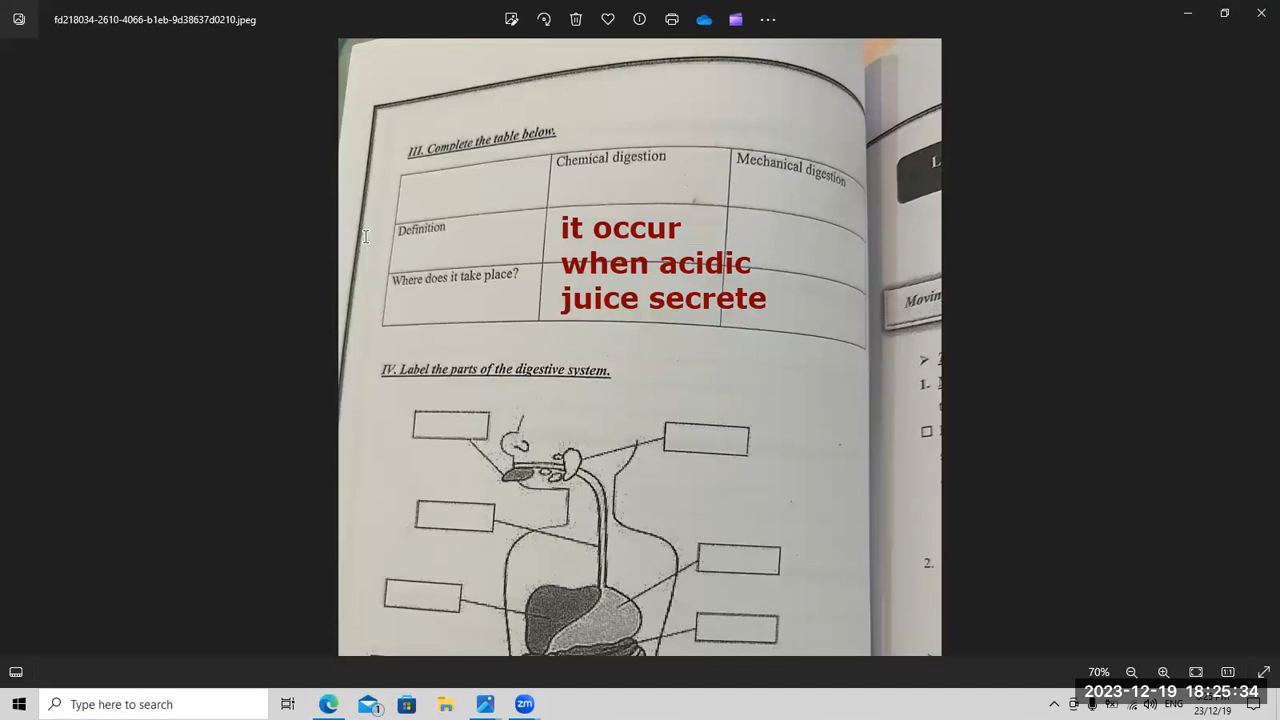 fd218034-2610-4066-b1eb-9d38637d0210.jpeg
III. Complete the table below.
Chemical digestion
Mechanical digestion
Definition
it occur
when acidic
juice secrete
Where does it take place?
IV. Label the parts of the digestive system.
L
Movin
1.
2.
70%
1
Type here to search
zm
ENG
2023-12-19 18:25:34
23/12/19